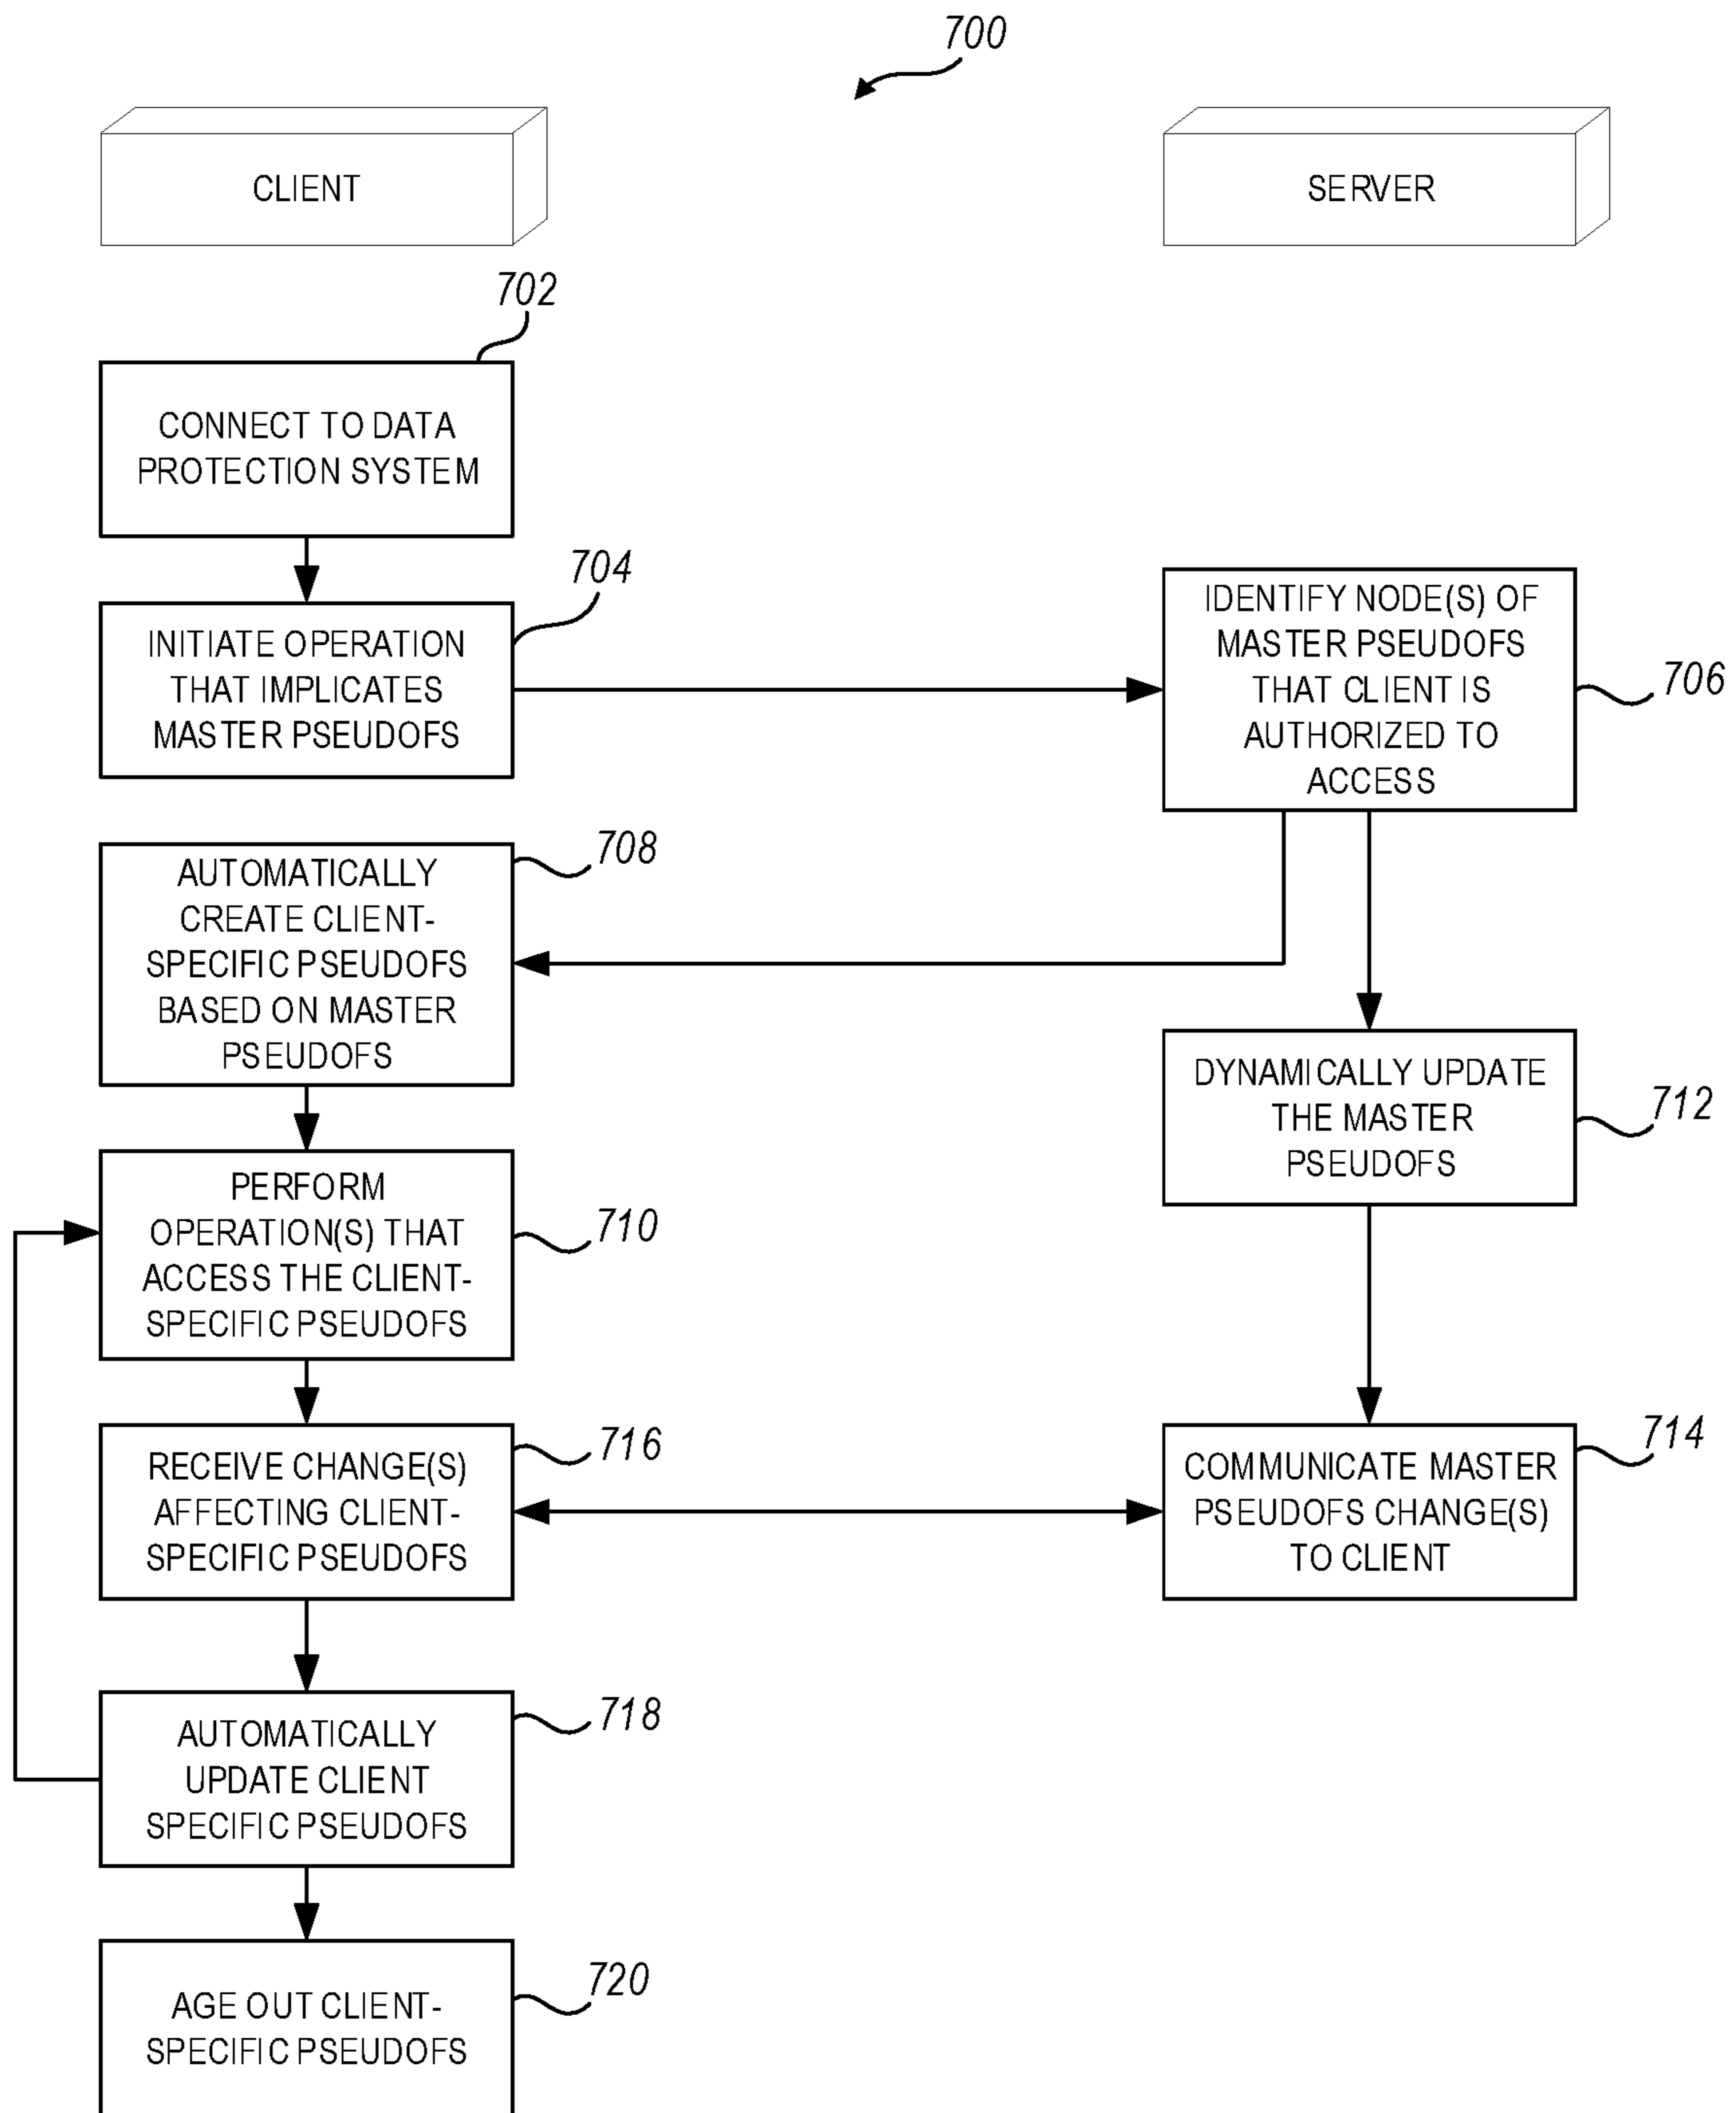 700
CLIENT
SERVER
702
CONNECT TO DATA
PROTECTION SYSTEM
704
INITIATE OPERATION
THAT IMPLICATES
MASTER PSEUDOFS
IDENTIFY NODE(S) OF
MASTER PSEUDOFS
THAT CLIENT IS
AUTHORIZED TO
ACCESS
706
708
AUTOMATICALLY
CREATE CLIENT-
SPECIFIC PSEUDOFS
BASED ON MASTER
PSEUDOFS
DYNAMICALLY UPDATE
THE MASTER
PSEUDOFS
712
PERFORM
OPERATION(S) THAT
ACCESS THE CLIENT-
SPECIFIC PSEUDOFS
710
RECEIVE CHANGE(S)
AFFECTING CLIENT-
SPECIFIC PSEUDOFS
716
COMMUNICATE MASTER
PSEUDOFS CHANGE(S)
TO CLIENT
714
AUTOMATICALLY
UPDATE CLIENT
SPECIFIC PSEUDOFS
718
AGE OUT CLIENT-
SPECIFIC PSEUDOFS
720